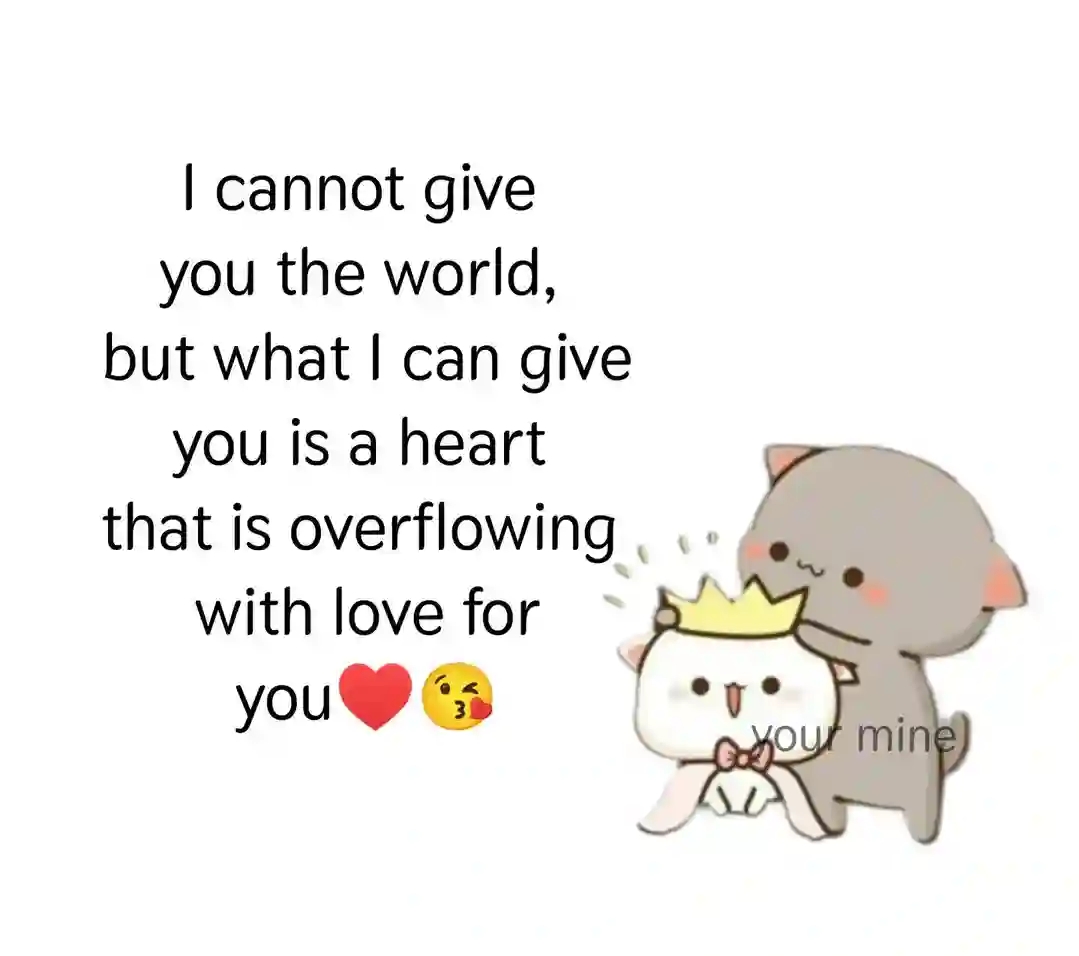 I cannot give
you the world,
but what I can give
you is a heart
that is overflowing
with love for
you❤️😘
your mine